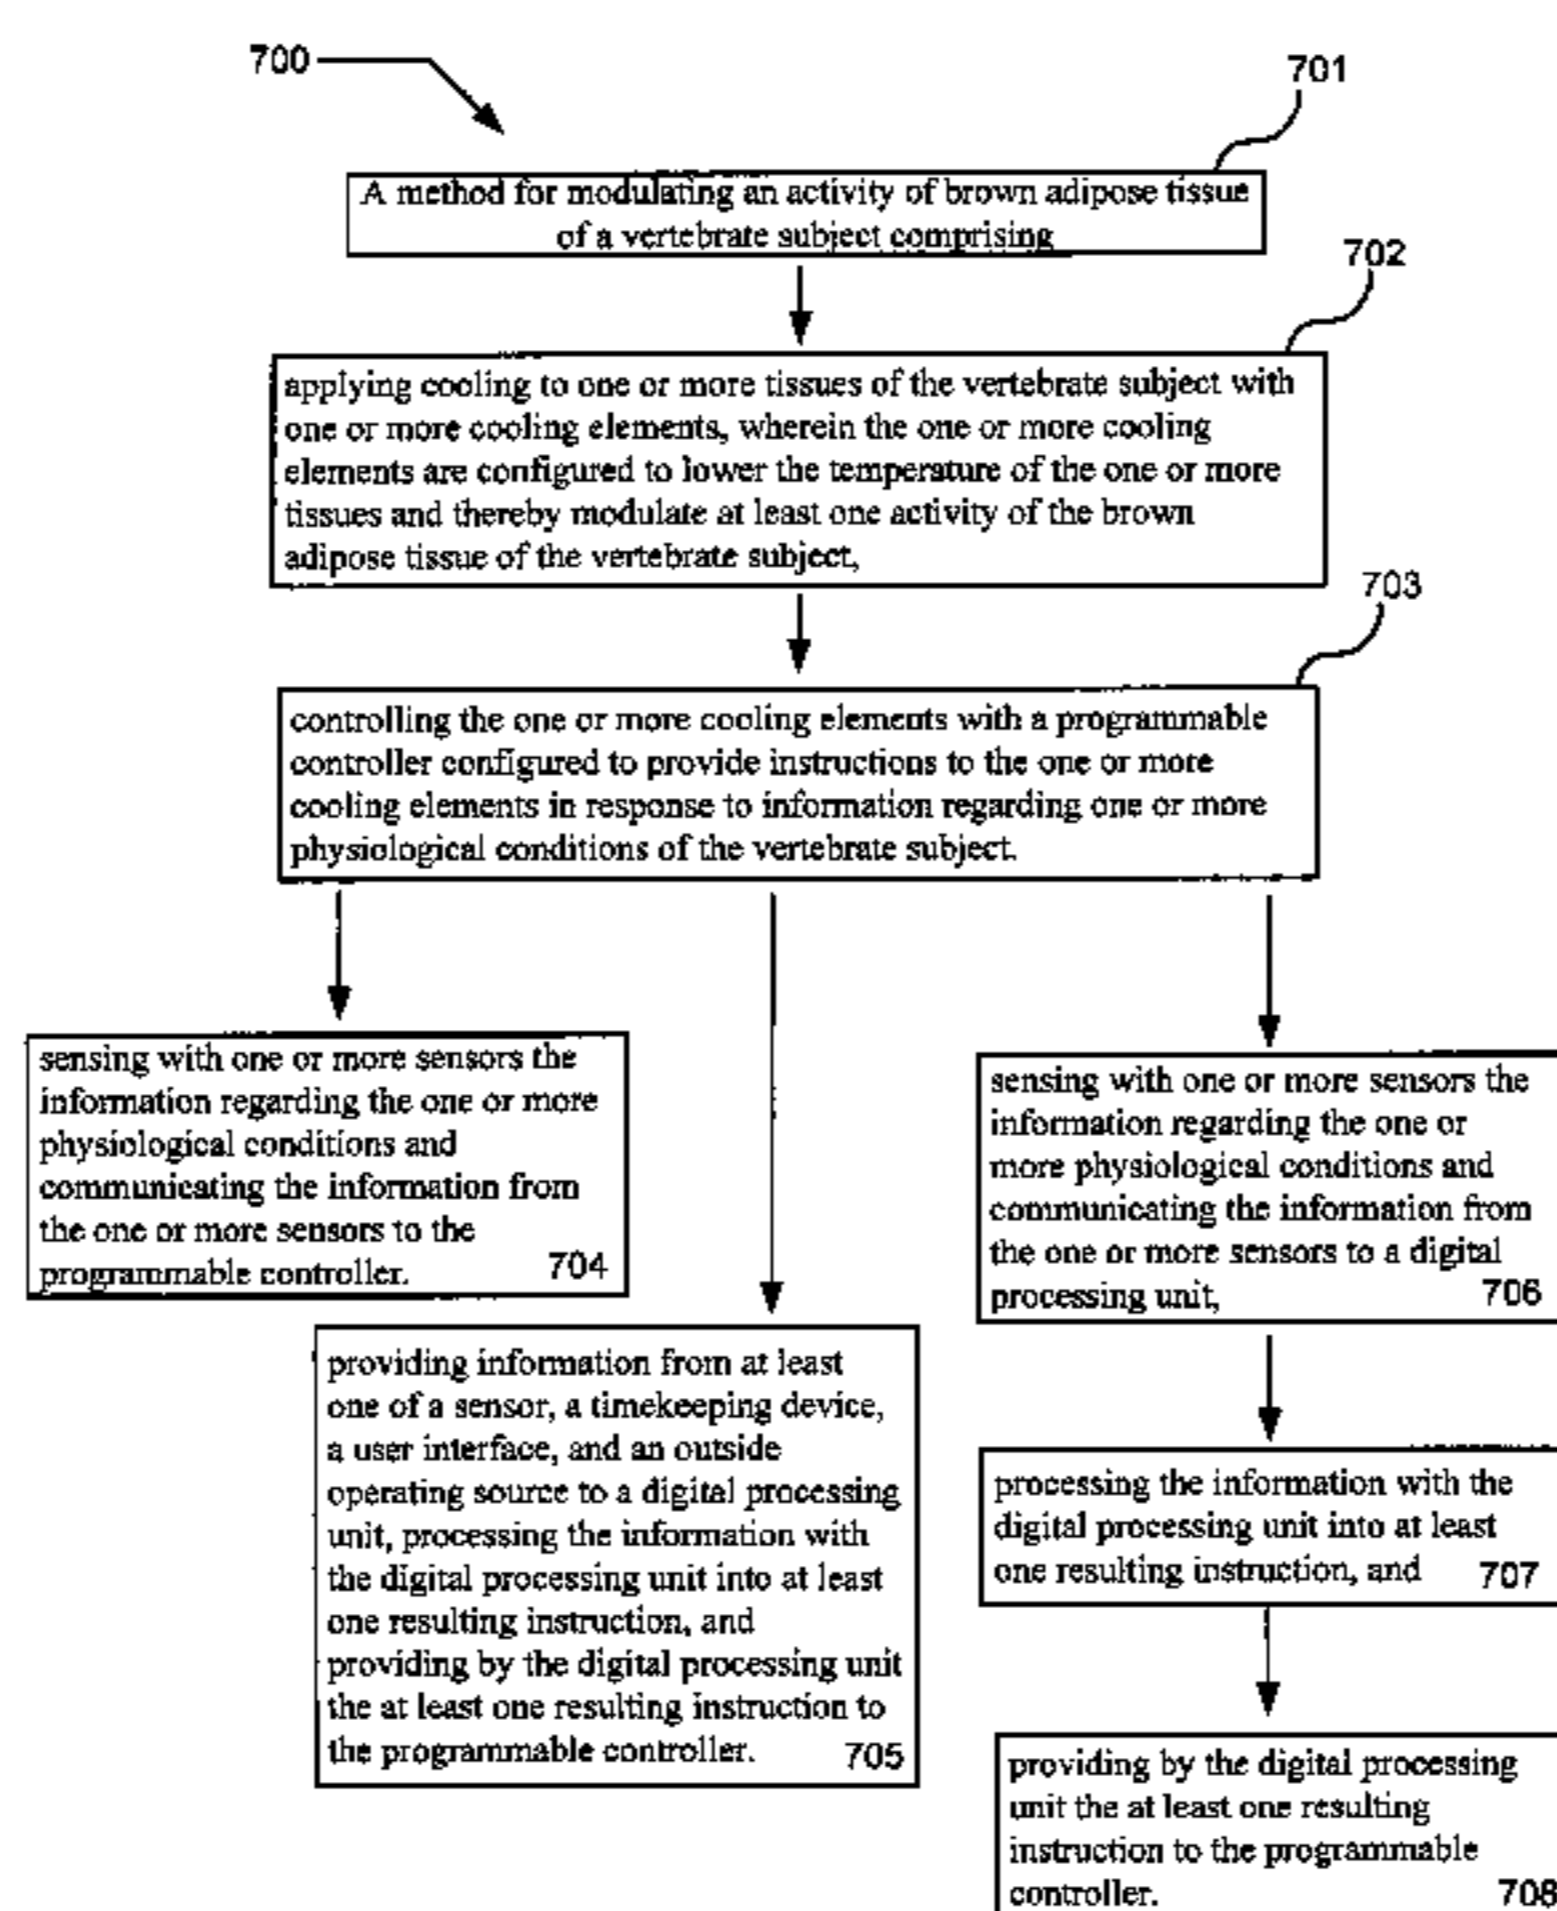 700
701
A method for modulating an activity of brown adipose tissue
of a vertebrate subject comprising
702
applying cooling to one or more tissues of the vertebrate subject with
one or more cooling elements, wherein the one or more cooling
elements are configured to lower the temperature of the one or more
tissues and thereby modulate at least one activity of the brown
adipose tissue of the vertebrate subject,
703
controlling the one or more cooling elements with a programmable
controller configured to provide instructions to the one or more
cooling elements in response to information regarding one or more
physiological conditions of the vertebrate subject.
sensing with one or more sensors the
information regarding the one or more
physiological conditions and
communicating the information from
the one or more sensors to the
programmable controller.
704
providing information from at least
one of a sensor, a timekeeping device,
a user interface, and an outside
operating source to a digital processing
unit, processing the information with
the digital processing unit into at least
one resulting instruction, and
providing by the digital processing unit
the at least one resulting instruction to
the programmable controller.
705
sensing with one or more sensors the
information regarding the one or
more physiological conditions and
communicating the information from
the one or more sensors to a digital
processing unit,
706
processing the information with the
digital processing unit into at least
one resulting instruction, and
707
providing by the digital processing
unit the at least one resulting
instruction to the programmable
controller.
708